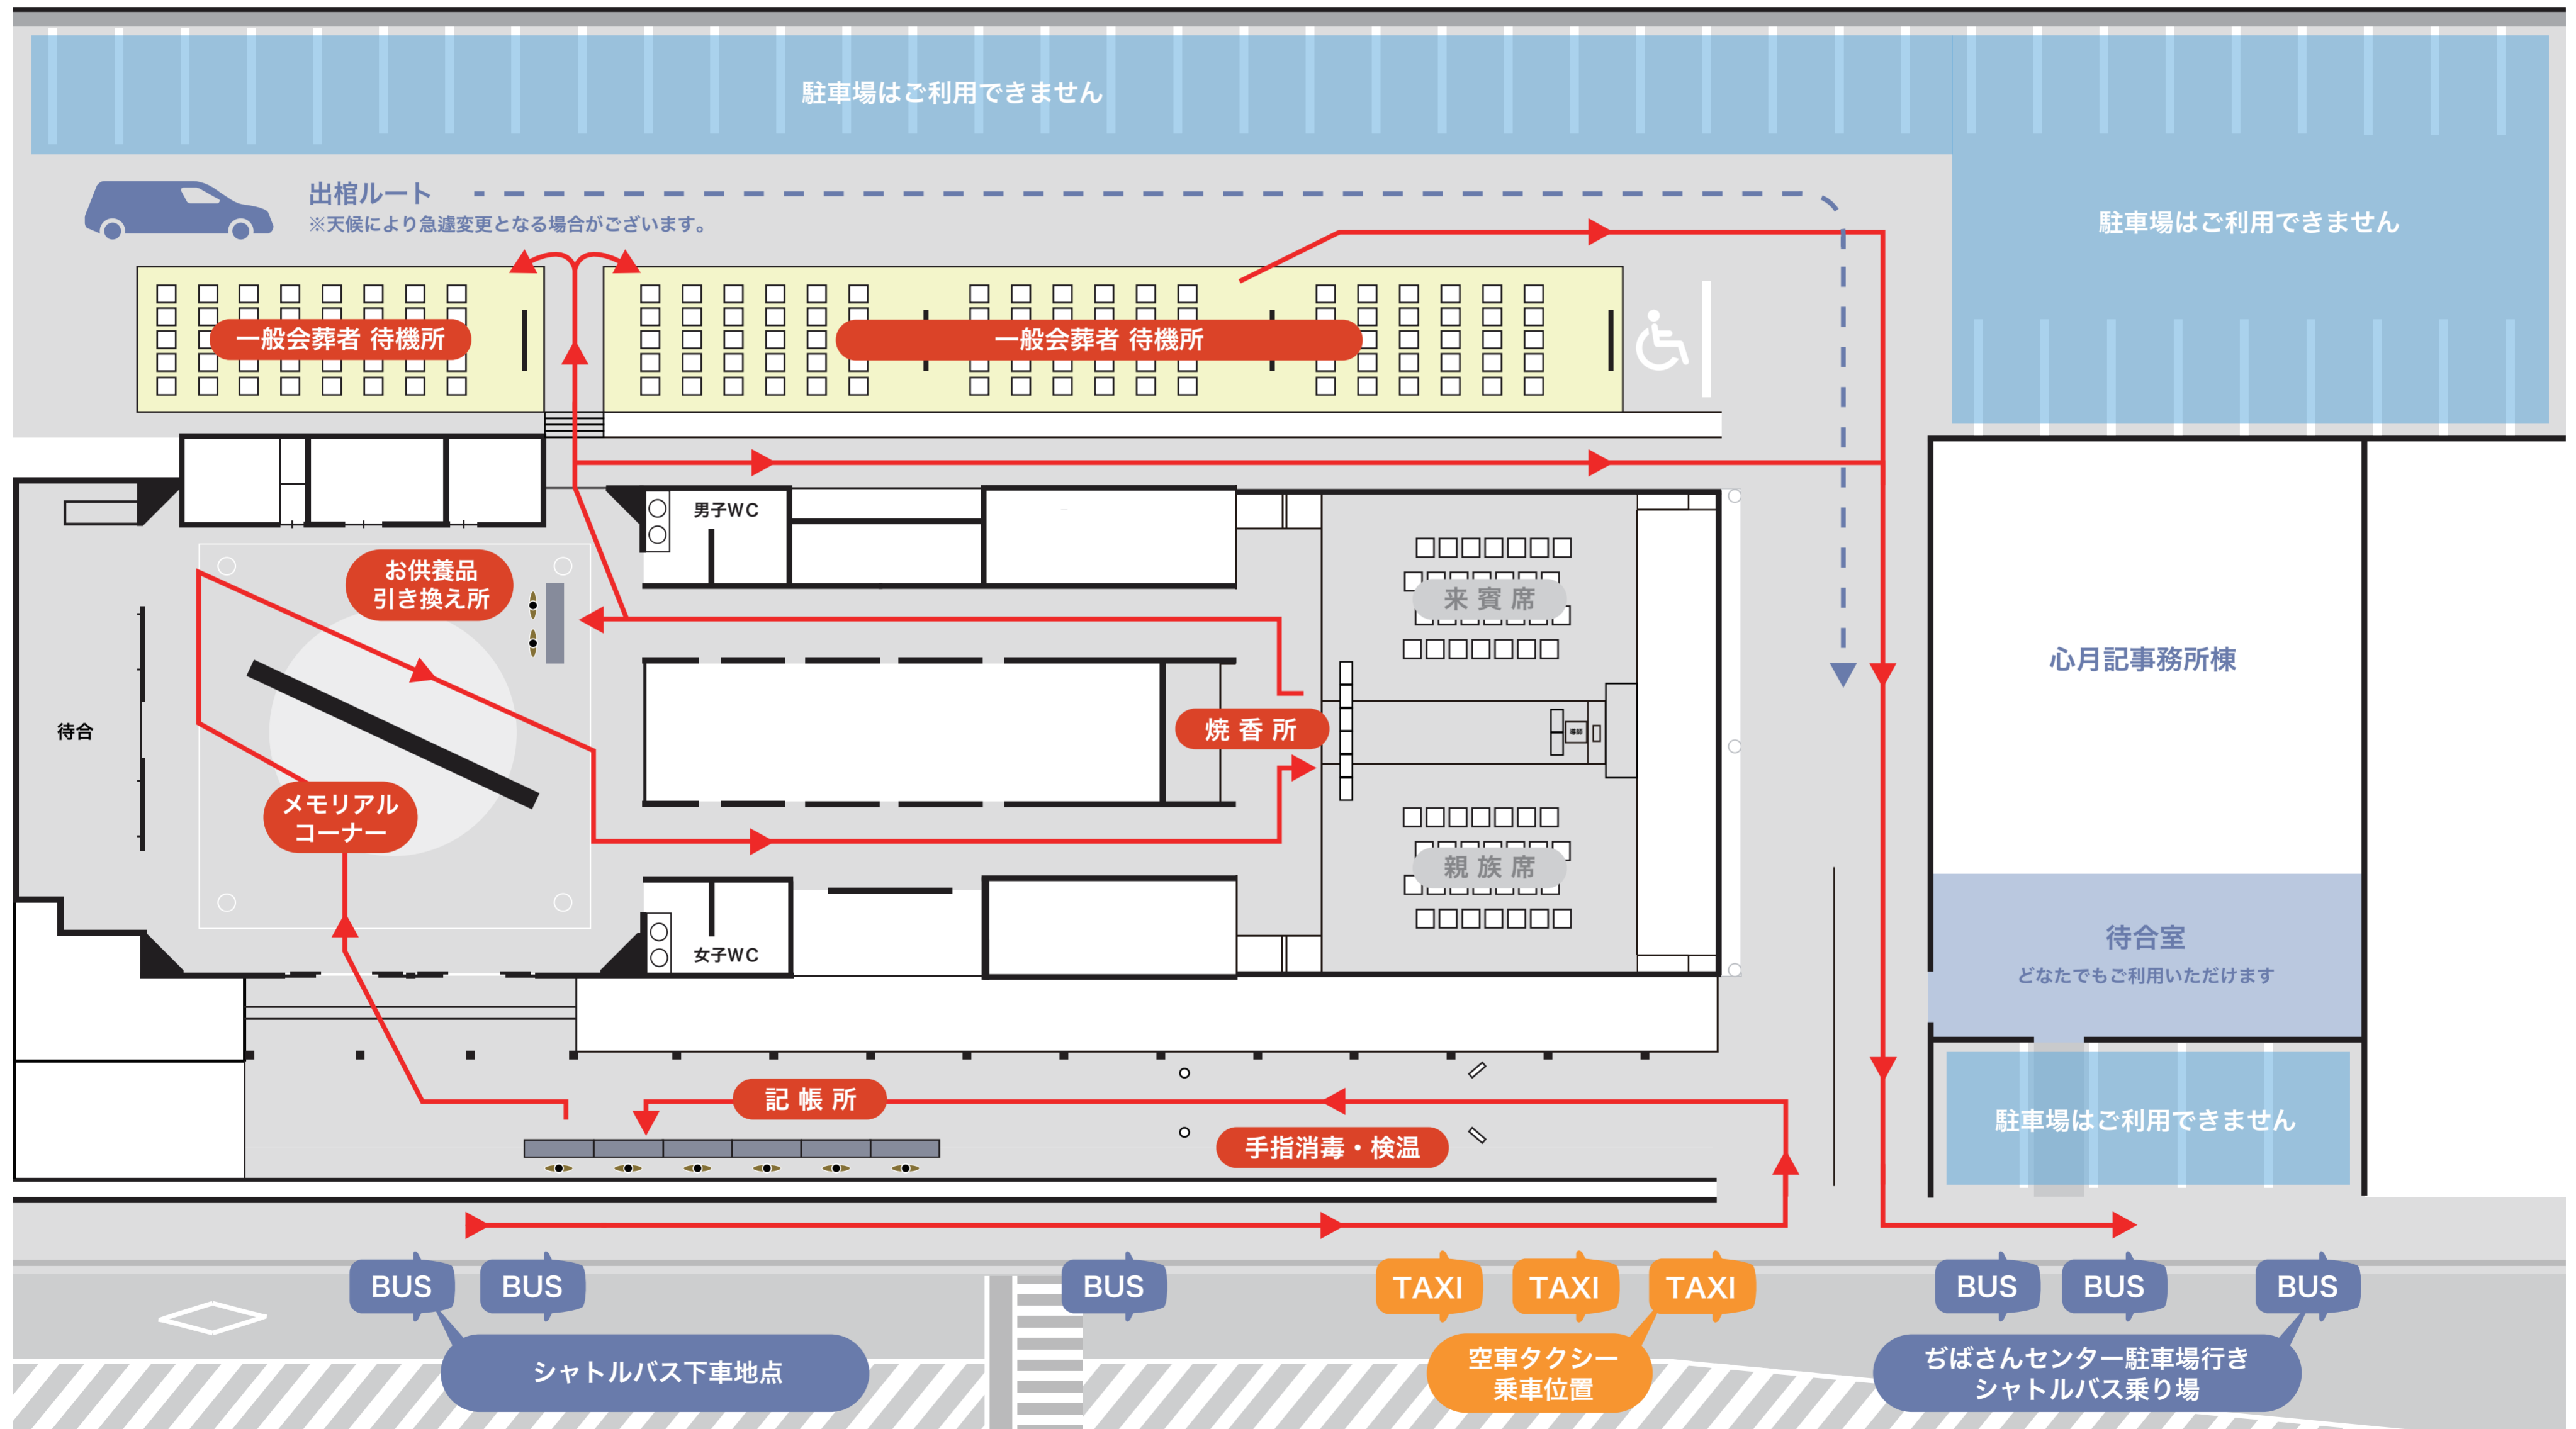 駐車場はご利用できません
出棺ルート
※天候により急遽変更となる場合がございます。
駐車場はご利用できません
一般会葬者 待機所
一般会葬者 待機所
男子WC
お供養品
引き換え所
来賓席
心月記事務所棟
待合
焼香所
導師
メモリアル
コーナー
親族席
女子WC
待合室
どなたでもご利用いただけます
記帳所
手指消毒・検温
駐車場はご利用できません
BUS
BUS
BUS
TAXI
TAXI
TAXI
BUS
BUS
BUS
シャトルバス下車地点
空車タクシー
乗車位置
ぢばさんセンター駐車場行き
シャトルバス乗り場